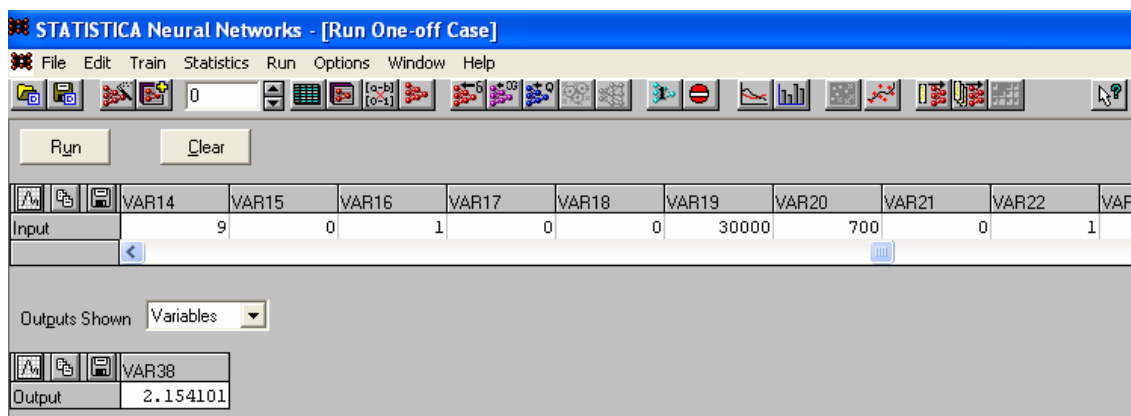 STATISTICA Neural Networks - [Run One-off Case]
File Edit Train Statistics Run Options Window Help
0
Run Clear
VAR14 VAR15 VAR16 VAR17 VAR18 VAR19 VAR20 VAR21 VAR22 VAR
Input 9 0 1 0 0 30000 700 0 1
Outputs Shown Variables
VAR38
Output 2.154101